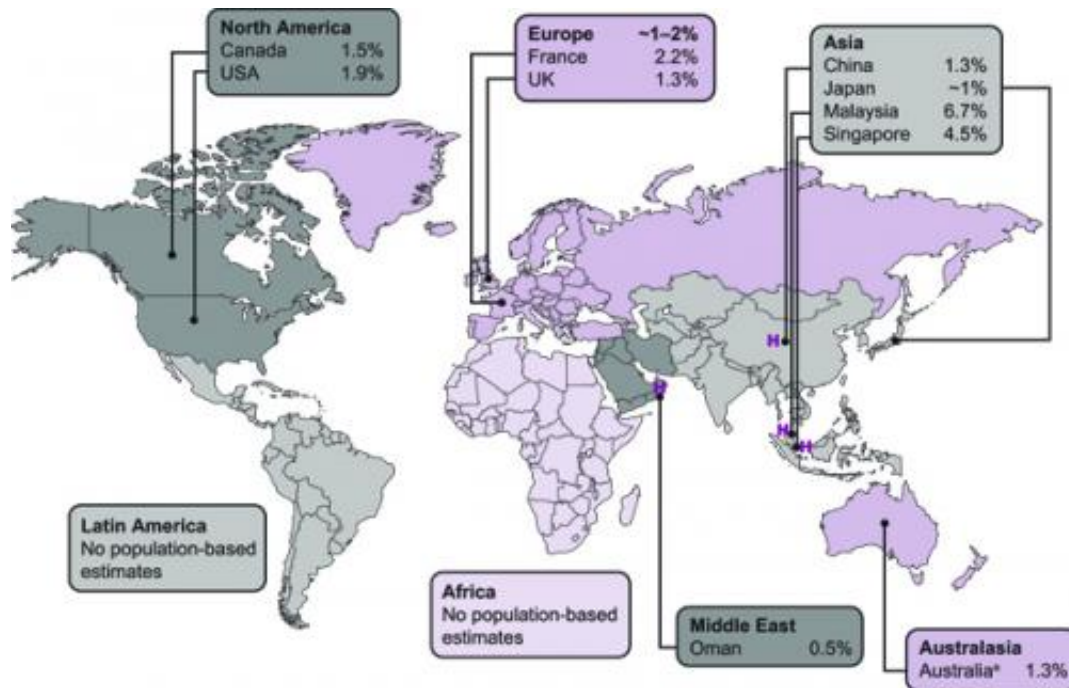 North America
Canada 1.5%
USA 1.9%
Europe ~1–2%
France 2.2%
UK 1.3%
Asia
China 1.3%
Japan ~1%
Malaysia 6.7%
Singapore 4.5%
H
H
H
H
Latin America
No population-based
estimates
Africa
No population-based
estimates
Middle East
Oman 0.5%
Australasia
Australia* 1.3%